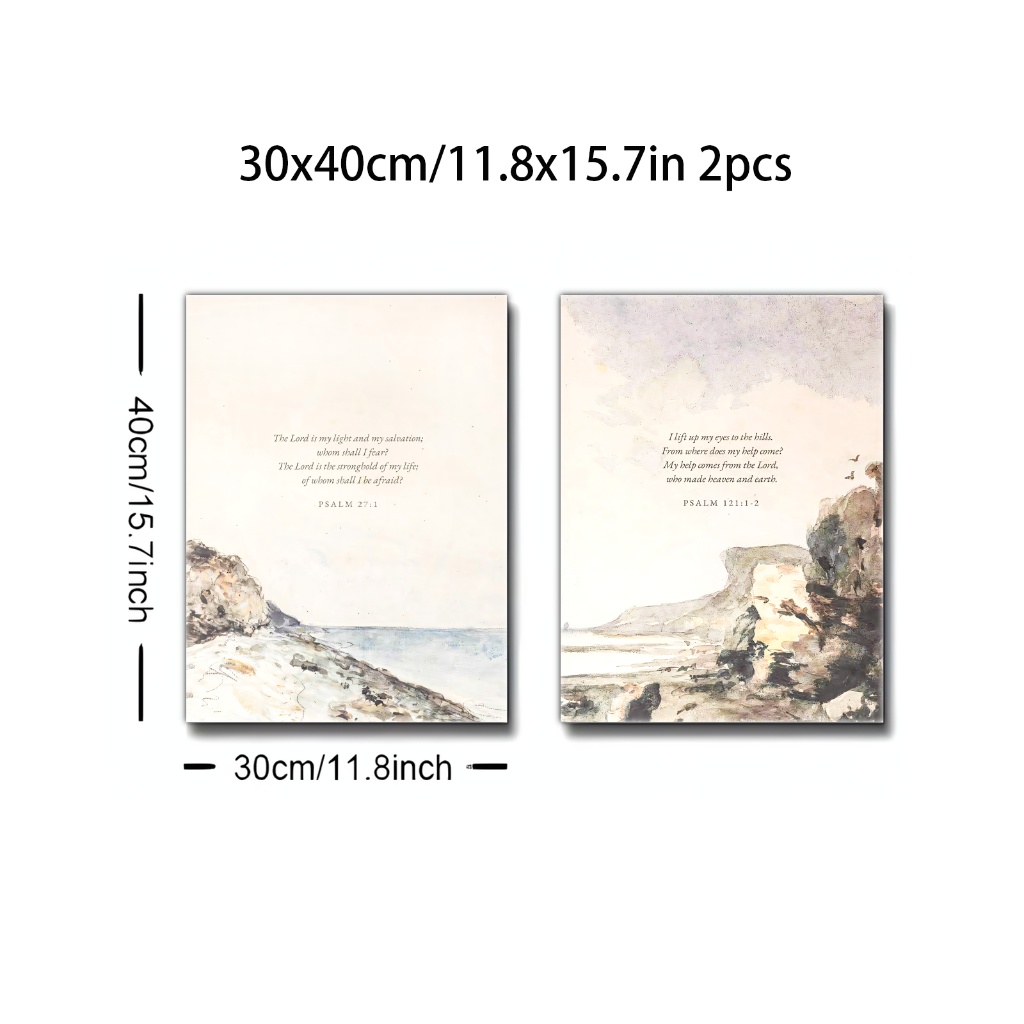 30x40cm/11.8x15.7in 2pcs
40cm/15.7inch
The Lord is my light and my salvation;
whom shall I fear?
The Lord is the stronghold of my life;
of whom shall I be afraid?
PSALM 27:1
I lift up my eyes to the hills.
From where does my help come?
My help comes from the Lord,
who made heaven and earth.
PSALM 121:1-2
30cm/11.8inch